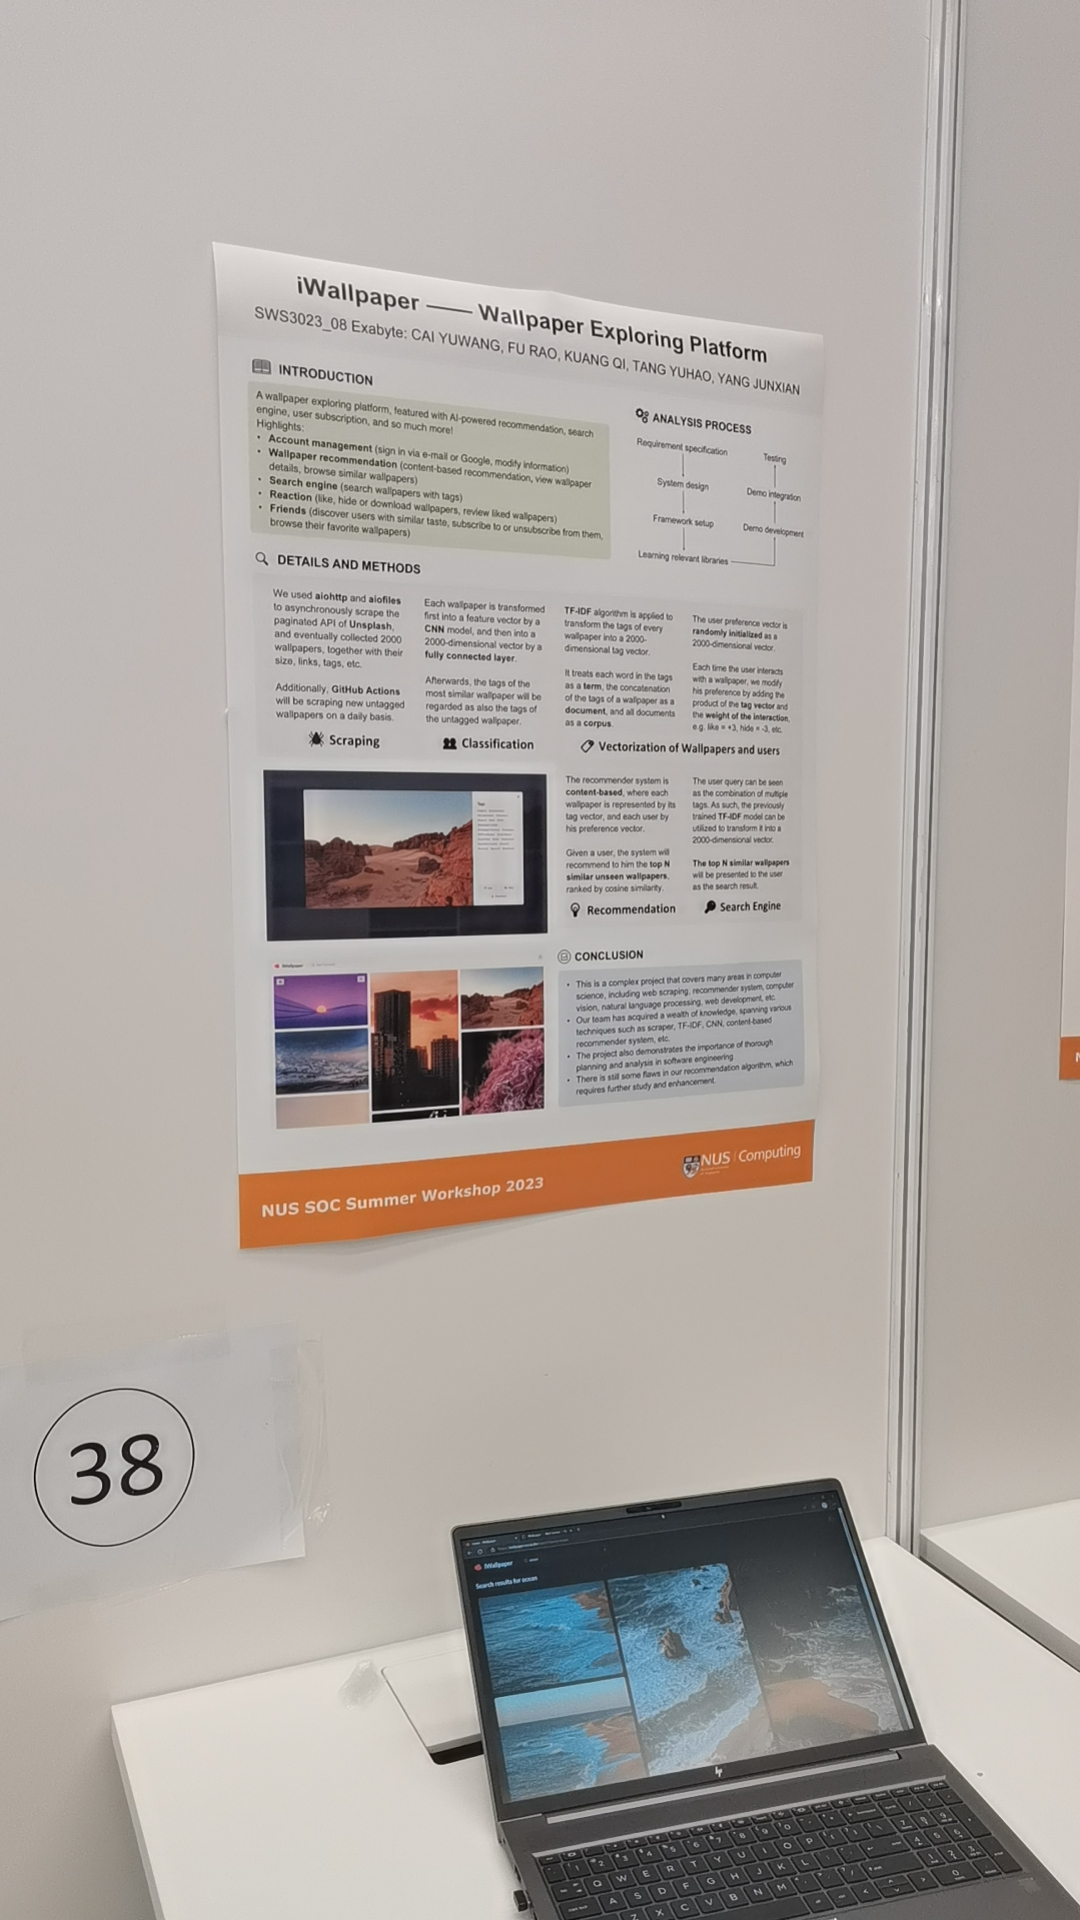 iWallpaper —— Wallpaper Exploring Platform
SWS3023_08 Exabyte: CAI YUWANG, FU RAO, KUANG QI, TANG YUHAO, YANG JUNXIAN
INTRODUCTION
A wallpaper exploring platform, featured with AI-powered recommendation, search
engine, user subscription, and so much more!
Highlights:
• Account management (sign in via e-mail or Google, modify information)
• Wallpaper recommendation (content-based recommendation, view wallpaper
details, browse similar wallpapers)
• Search engine (search wallpapers with tags)
• Reaction (like, hide or download wallpapers, review liked wallpapers)
• Friends (discover users with similar taste, subscribe to or unsubscribe from them,
browse their favorite wallpapers)
ANALYSIS PROCESS
Requirement specification
System design
Framework setup
Learning relevant libraries
Demo development
Demo integration
Testing
DETAILS AND METHODS
We used aiohttp and aiofiles
to asynchronously scrape the
paginated API of Unsplash,
and eventually collected 2000
wallpapers, together with their
size, links, tags, etc.
Additionally, GitHub Actions
will be scraping new untagged
wallpapers on a daily basis.
Scraping
Each wallpaper is transformed
first into a feature vector by a
CNN model, and then into a
2000-dimensional vector by a
fully connected layer.
Afterwards, the tags of the
most similar wallpaper will be
regarded as also the tags of
the untagged wallpaper.
Classification
TF-IDF algorithm is applied to
transform the tags of every
wallpaper into a 2000-
dimensional tag vector.
It treats each word in the tags
as a term, the concatenation
of the tags of a wallpaper as a
document, and all documents
as a corpus.
The user preference vector is
randomly initialized as a
2000-dimensional vector.
Each time the user interacts
with a wallpaper, we modify
his preference by adding the
product of the tag vector and
the weight of the interaction,
e.g. like = +3, hide = -3, etc.
Vectorization of Wallpapers and users
The recommender system is
content-based, where each
wallpaper is represented by its
tag vector, and each user by
his preference vector.
Given a user, the system will
recommend to him the top N
similar unseen wallpapers,
ranked by cosine similarity.
Recommendation
The user query can be seen
as the combination of multiple
tags. As such, the previously
trained TF-IDF model can be
utilized to transform it into a
2000-dimensional vector.
The top N similar wallpapers
will be presented to the user
as the search result.
Search Engine
Tags
iWallpaper
CONCLUSION
• This is a complex project that covers many areas in computer
science, including web scraping, recommender system, computer
vision, natural language processing, web development, etc.
• Our team has acquired a wealth of knowledge, spanning various
techniques such as scraper, TF-IDF, CNN, content-based
recommender system, etc.
• The project also demonstrates the importance of thorough
planning and analysis in software engineering
• There is still some flaws in our recommendation algorithm, which
requires further study and enhancement.
NUS SOC Summer Workshop 2023
NUS | Computing
38
iWallpaper
Search results for ocean
hp
Q W E R T Y U I O P
A S D F G H J K L
Z X C V B N M